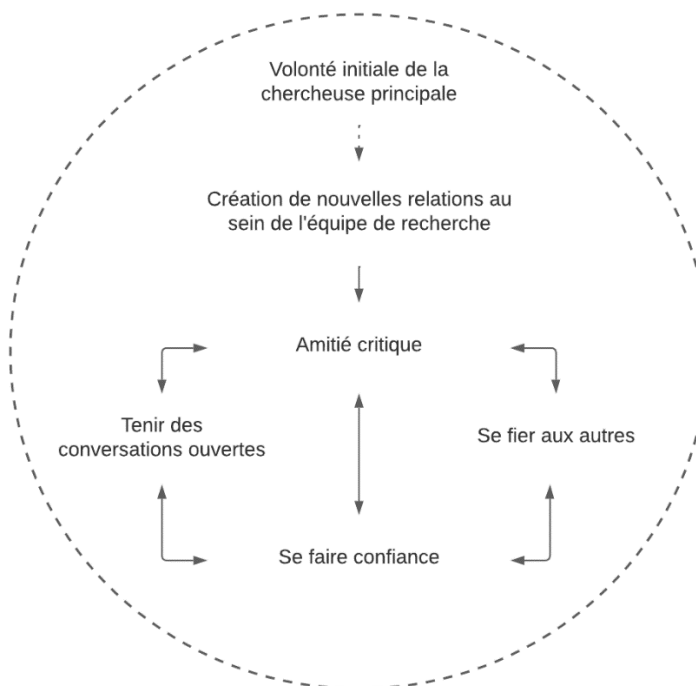 Volonté initiale de la
chercheuse principale
Création de nouvelles relations au
sein de l'équipe de recherche
Amitié critique
Tenir des
conversations ouvertes
Se fier aux autres
Se faire confiance